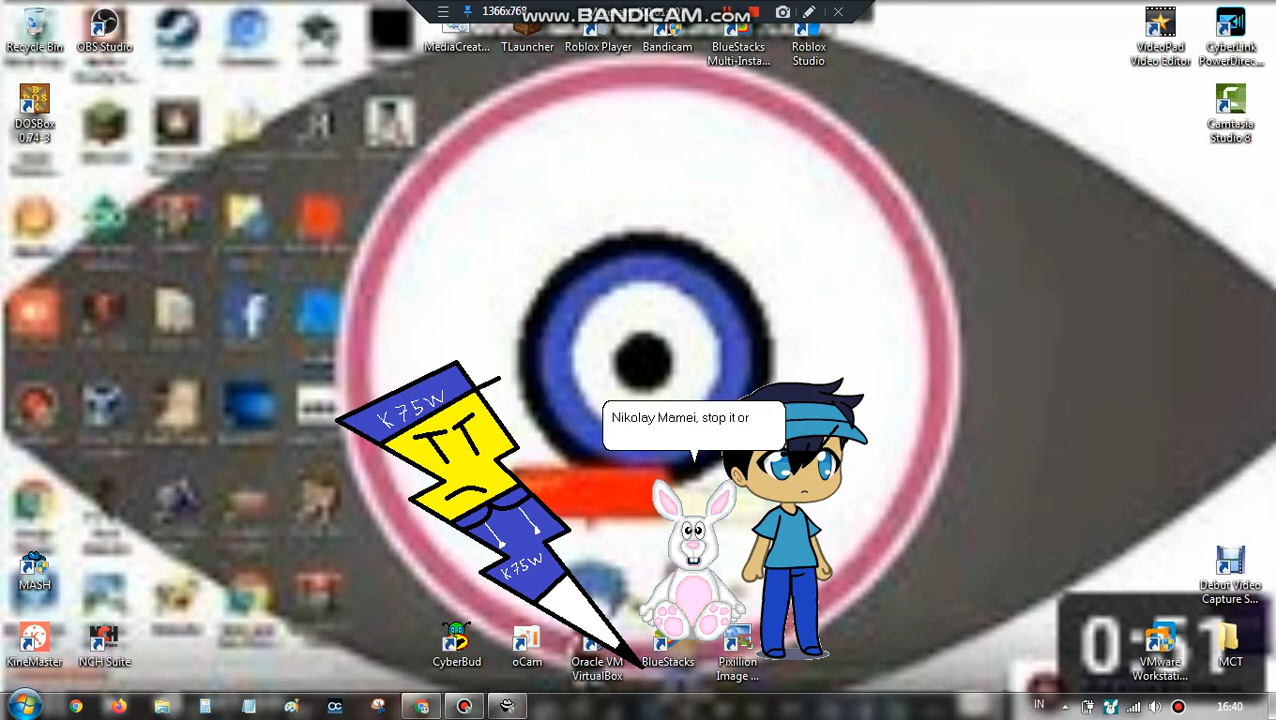 1366x768
www.BANDICAM.com
Recycle Bin
OBS Studio
MediaCreat...
TLauncher
Roblox Player
Bandicam
BlueStacks
Multi-Insta...
Roblox
Studio
VideoPad
Video Editor
CyberLink
PowerDirec...
DOSBox
0.74-3
Camtasia
Studio 8
K75W
Nikolay Mamei, stop it or
K75W
MASH
Debut Video
Capture S...
0:51
KineMaster
NCH Suite
CyberBud
oCam
Oracle VM
VirtualBox
BlueStacks
Pixillion
Image ...
VMware
Workstati...
MCT
IN
16:40